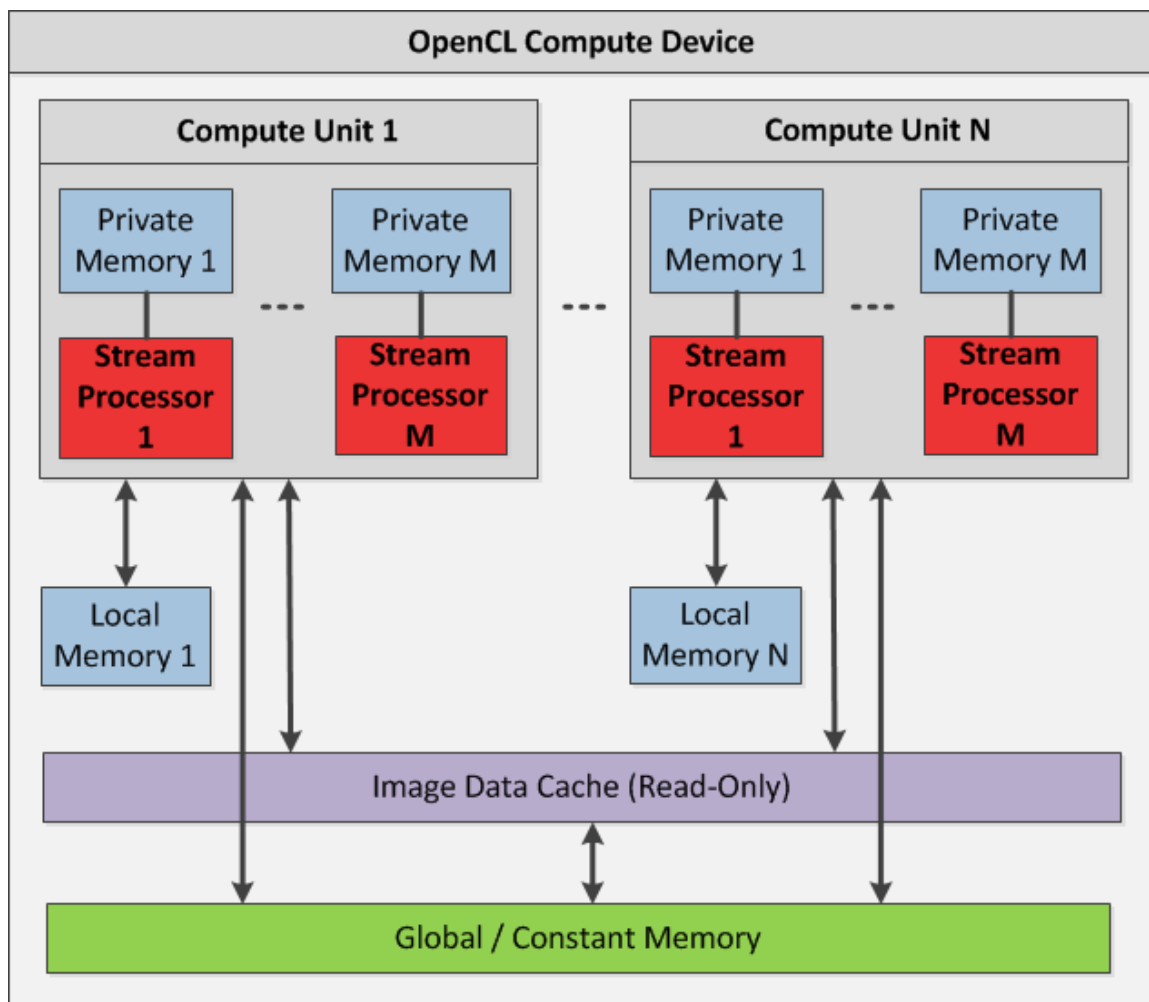 OpenCL Compute Device
Compute Unit 1
Compute Unit N
Private
Memory 1
Private
Memory M
Private
Memory 1
Private
Memory M
Stream
Processor
1
Stream
Processor
M
Stream
Processor
1
Stream
Processor
M
Local
Memory 1
Local
Memory N
Image Data Cache (Read-Only)
Global / Constant Memory